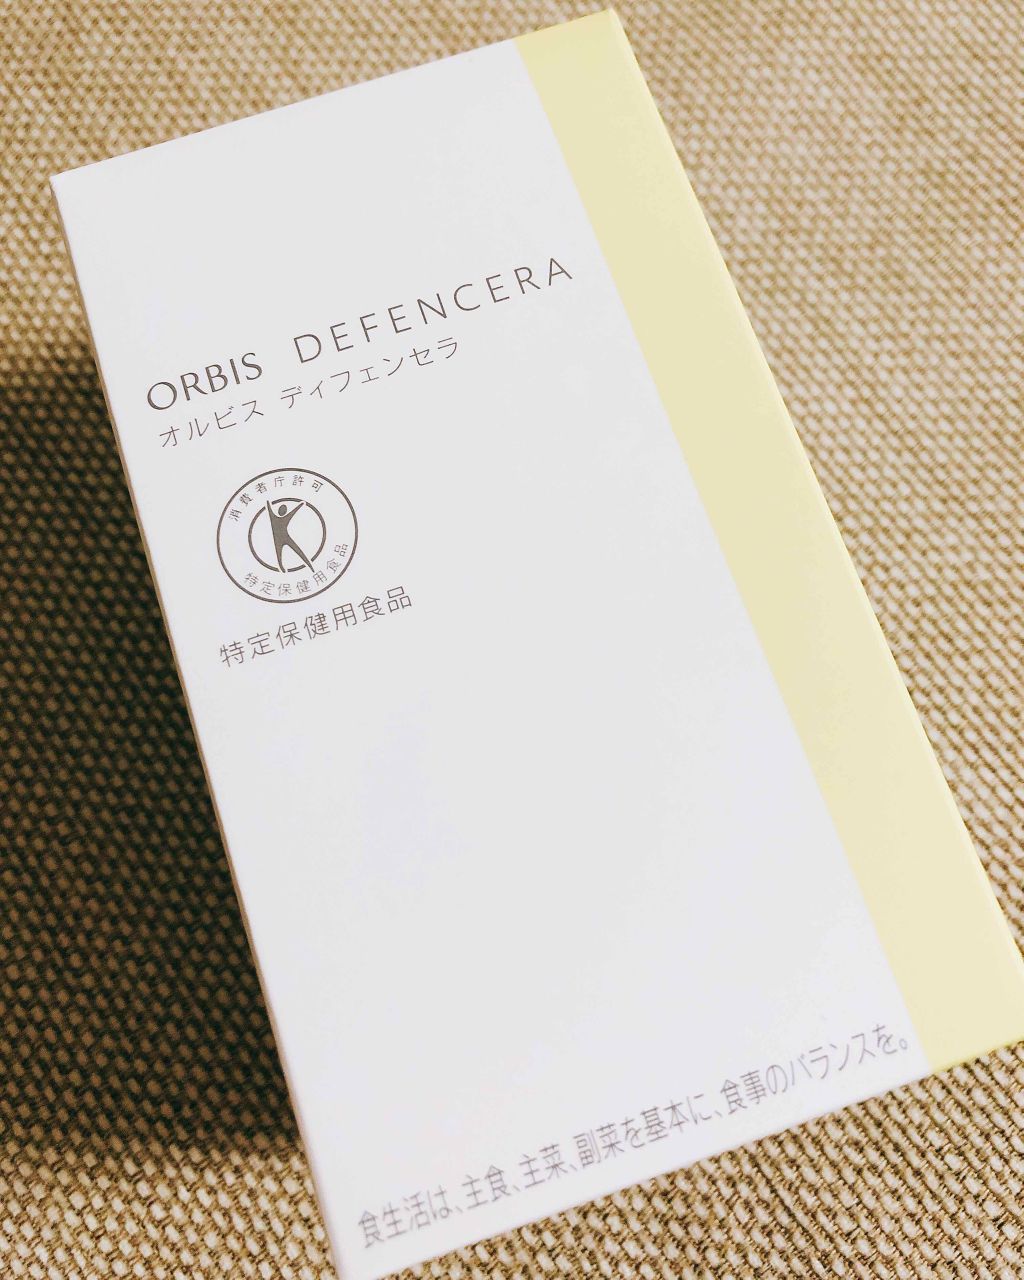 ORBIS DEFENCERA
オルビス ディフェンセラ
消費者庁許可
特定保健用食品
特定保健用食品
食生活は、主食、主菜、副菜を基本に、食事のバランスを。